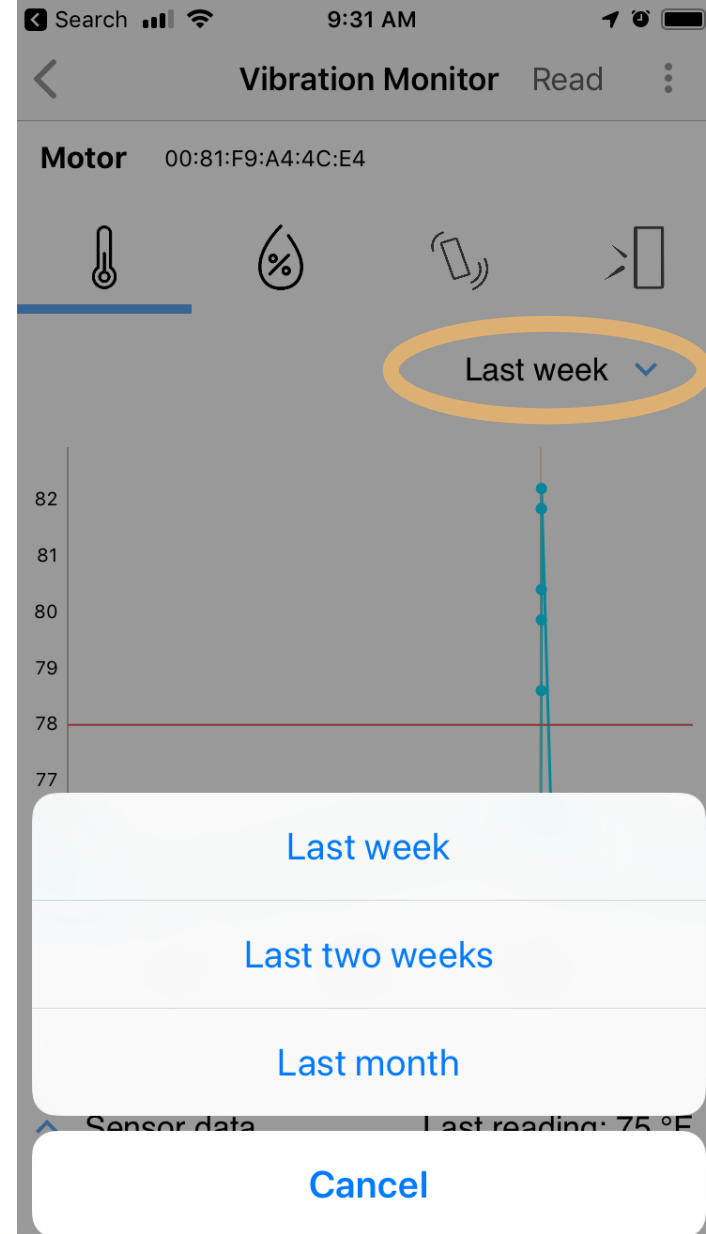 Search 9:31 AM
Vibration Monitor Read
Motor 00:81:F9:A4:4C:E4
%
Last week
82
81
80
79
78
77
Last week
Last two weeks
Last month
Sensor data Last reading: 75 °F
Cancel